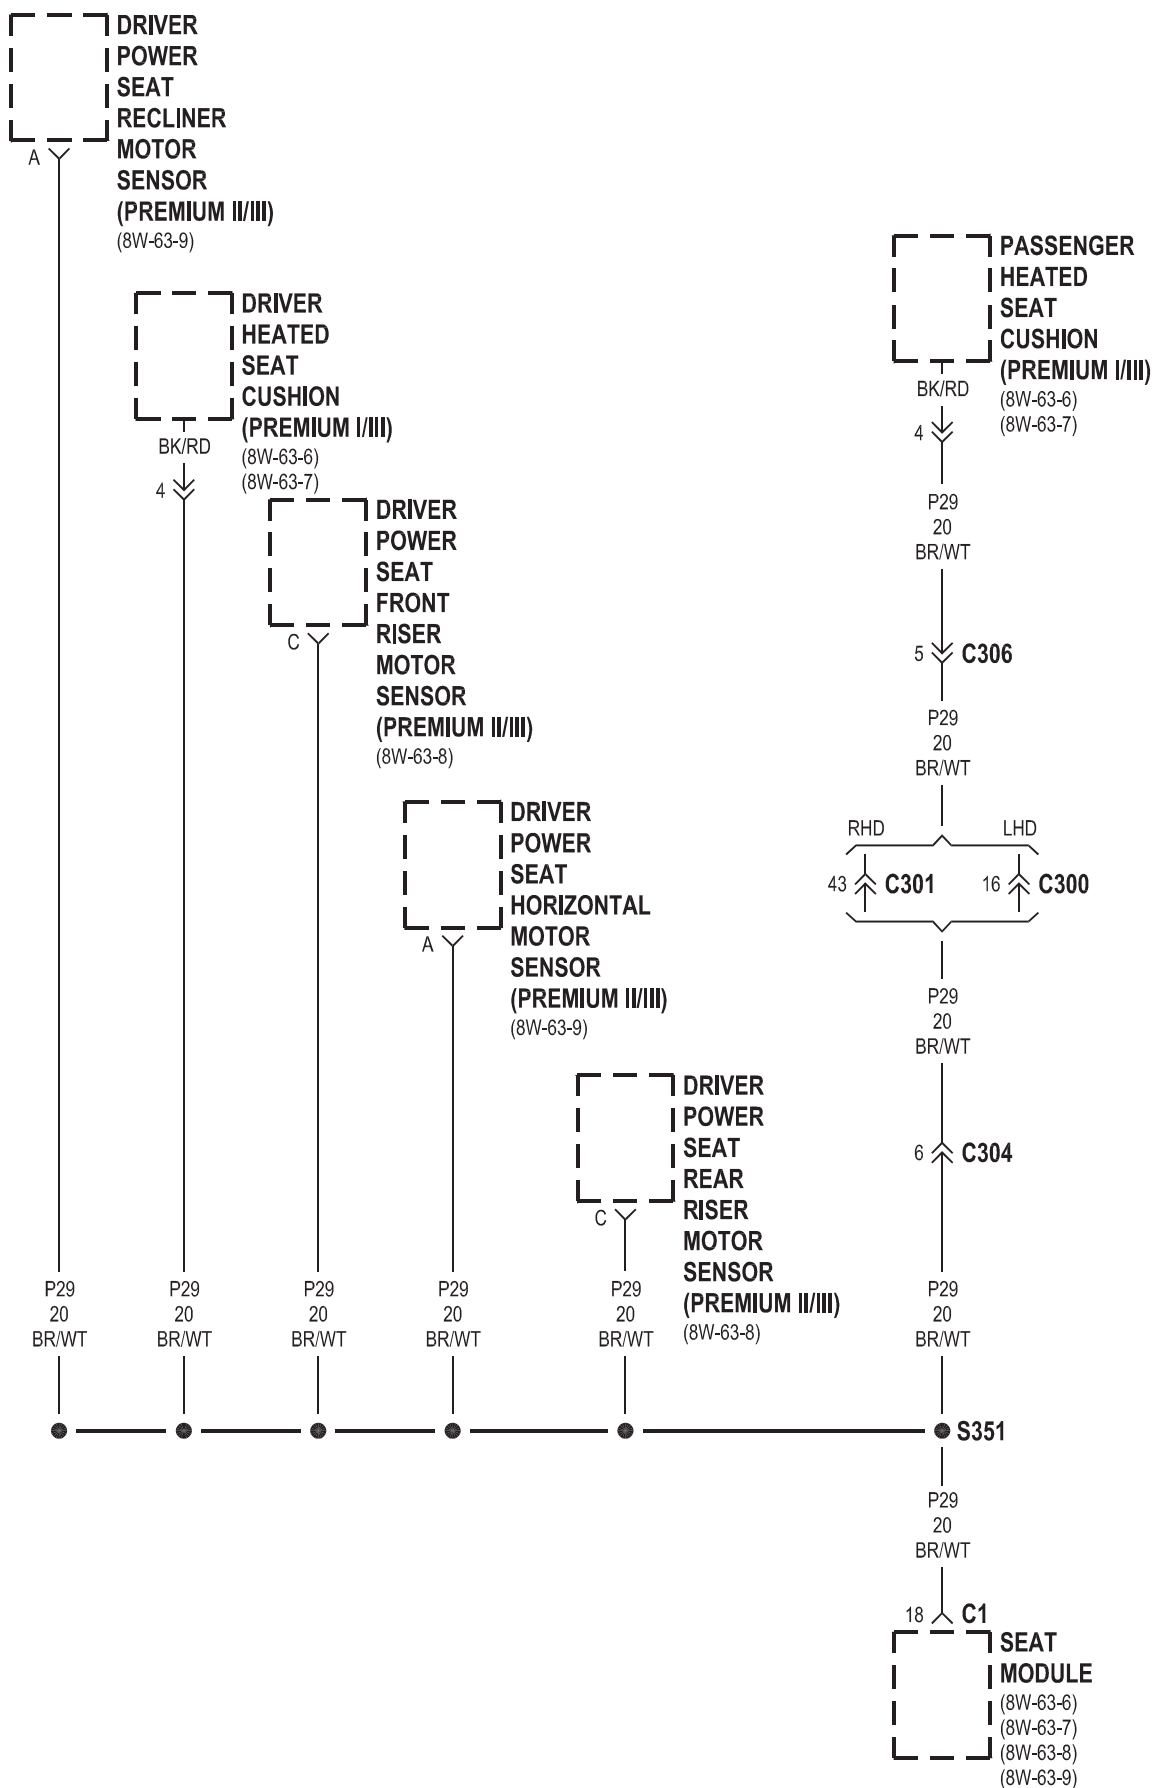 DRIVER
POWER
SEAT
RECLINER
MOTOR
SENSOR
(PREMIUM II/III)
(8W-63-9)
A
DRIVER
HEATED
SEAT
CUSHION
(PREMIUM I/III)
(8W-63-6)
(8W-63-7)
BK/RD
4
DRIVER
POWER
SEAT
FRONT
RISER
MOTOR
SENSOR
(PREMIUM II/III)
(8W-63-8)
C
DRIVER
POWER
SEAT
HORIZONTAL
MOTOR
SENSOR
(PREMIUM II/III)
(8W-63-9)
A
DRIVER
POWER
SEAT
REAR
RISER
MOTOR
SENSOR
(PREMIUM II/III)
(8W-63-8)
C
PASSENGER
HEATED
SEAT
CUSHION
(PREMIUM I/III)
(8W-63-6)
(8W-63-7)
BK/RD
4
P29
20
BR/WT
5 C306
P29
20
BR/WT
RHD LHD
43 C301 16 C300
P29
20
BR/WT
6 C304
P29 P29 P29 P29 P29 P29
20 20 20 20 20 20
BR/WT BR/WT BR/WT BR/WT BR/WT BR/WT
S351
P29
20
BR/WT
18 C1
SEAT
MODULE
(8W-63-6)
(8W-63-7)
(8W-63-8)
(8W-63-9)